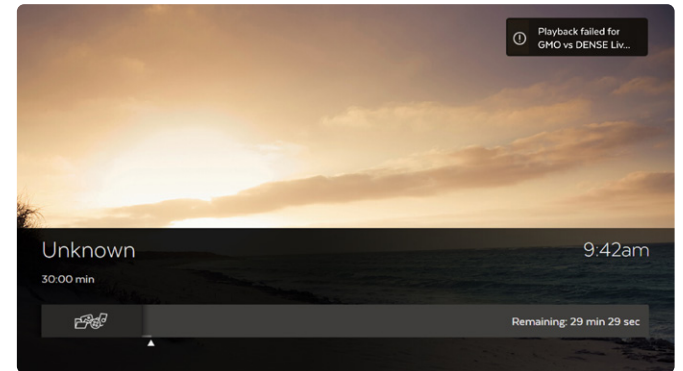 Playback failed for
GMO vs DENSE Liv...
Unknown
9:42am
30:00 min
Remaining: 29 min 29 sec